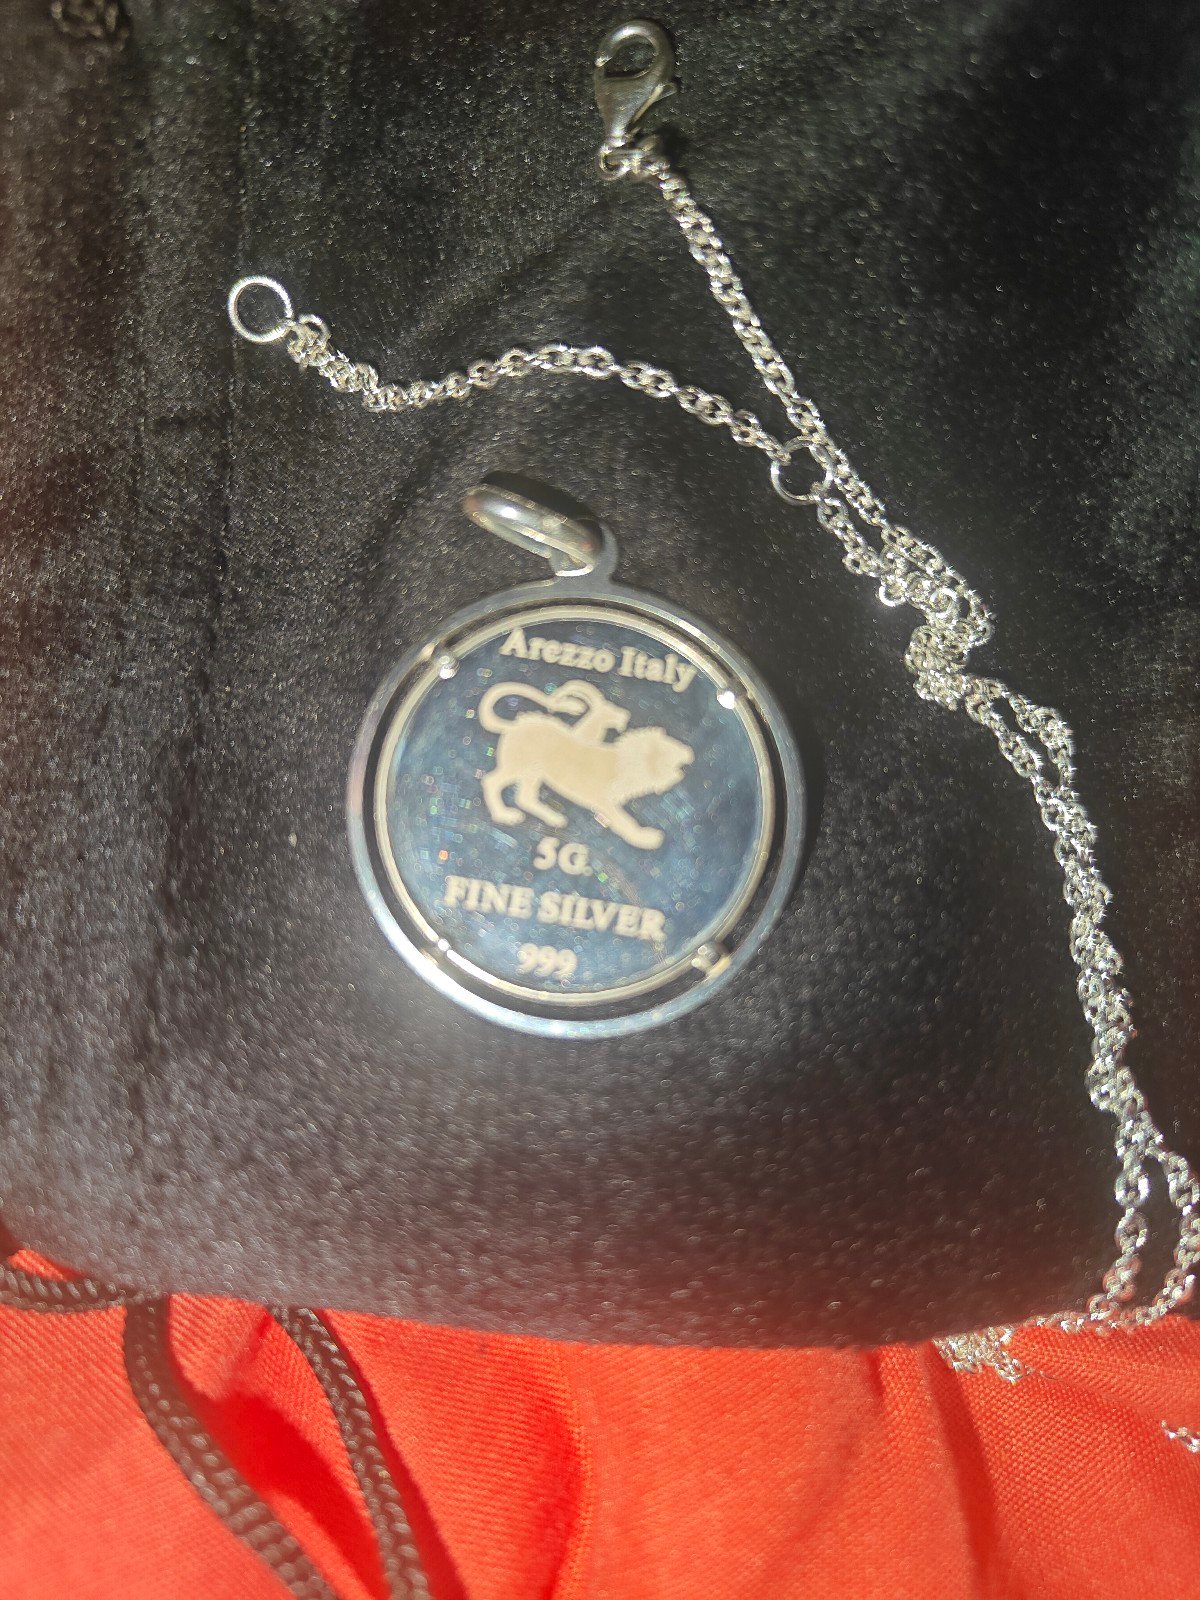 Arezzo Italy
5G.
FINE SILVER
999